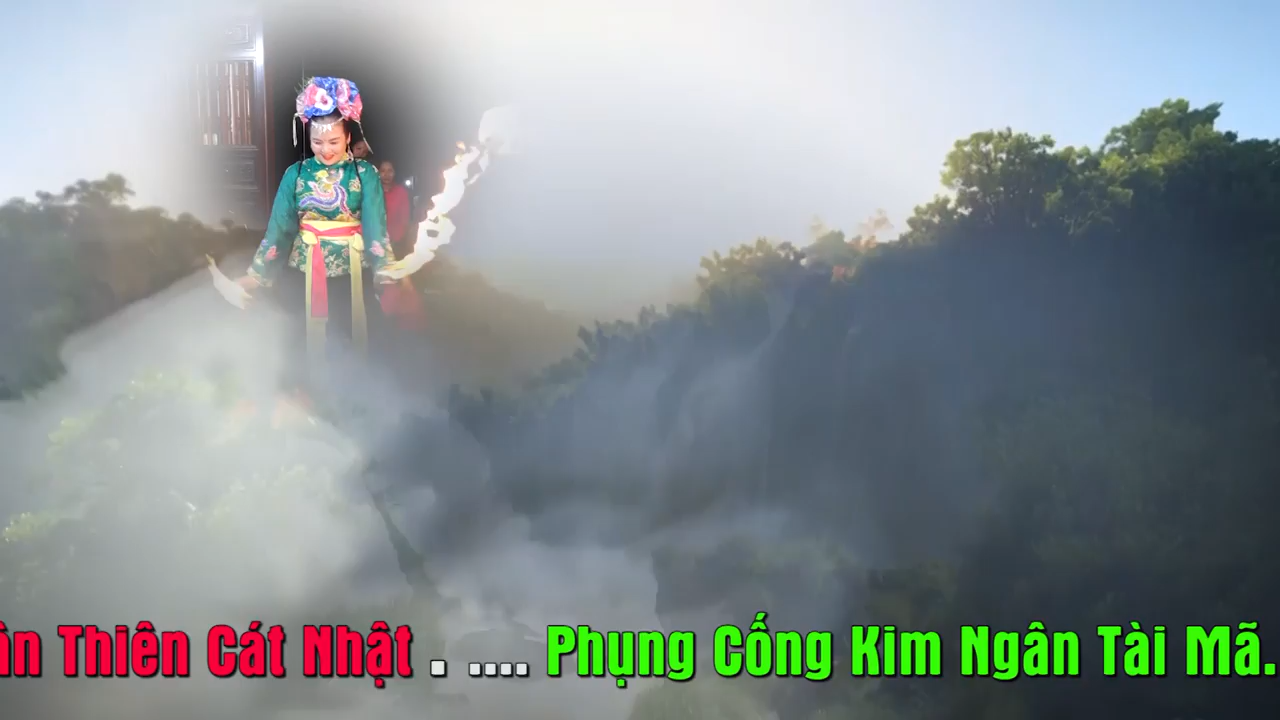 Thiên Cát Nhật . .... Phụng Cống Kim Ngân Tài Mã.